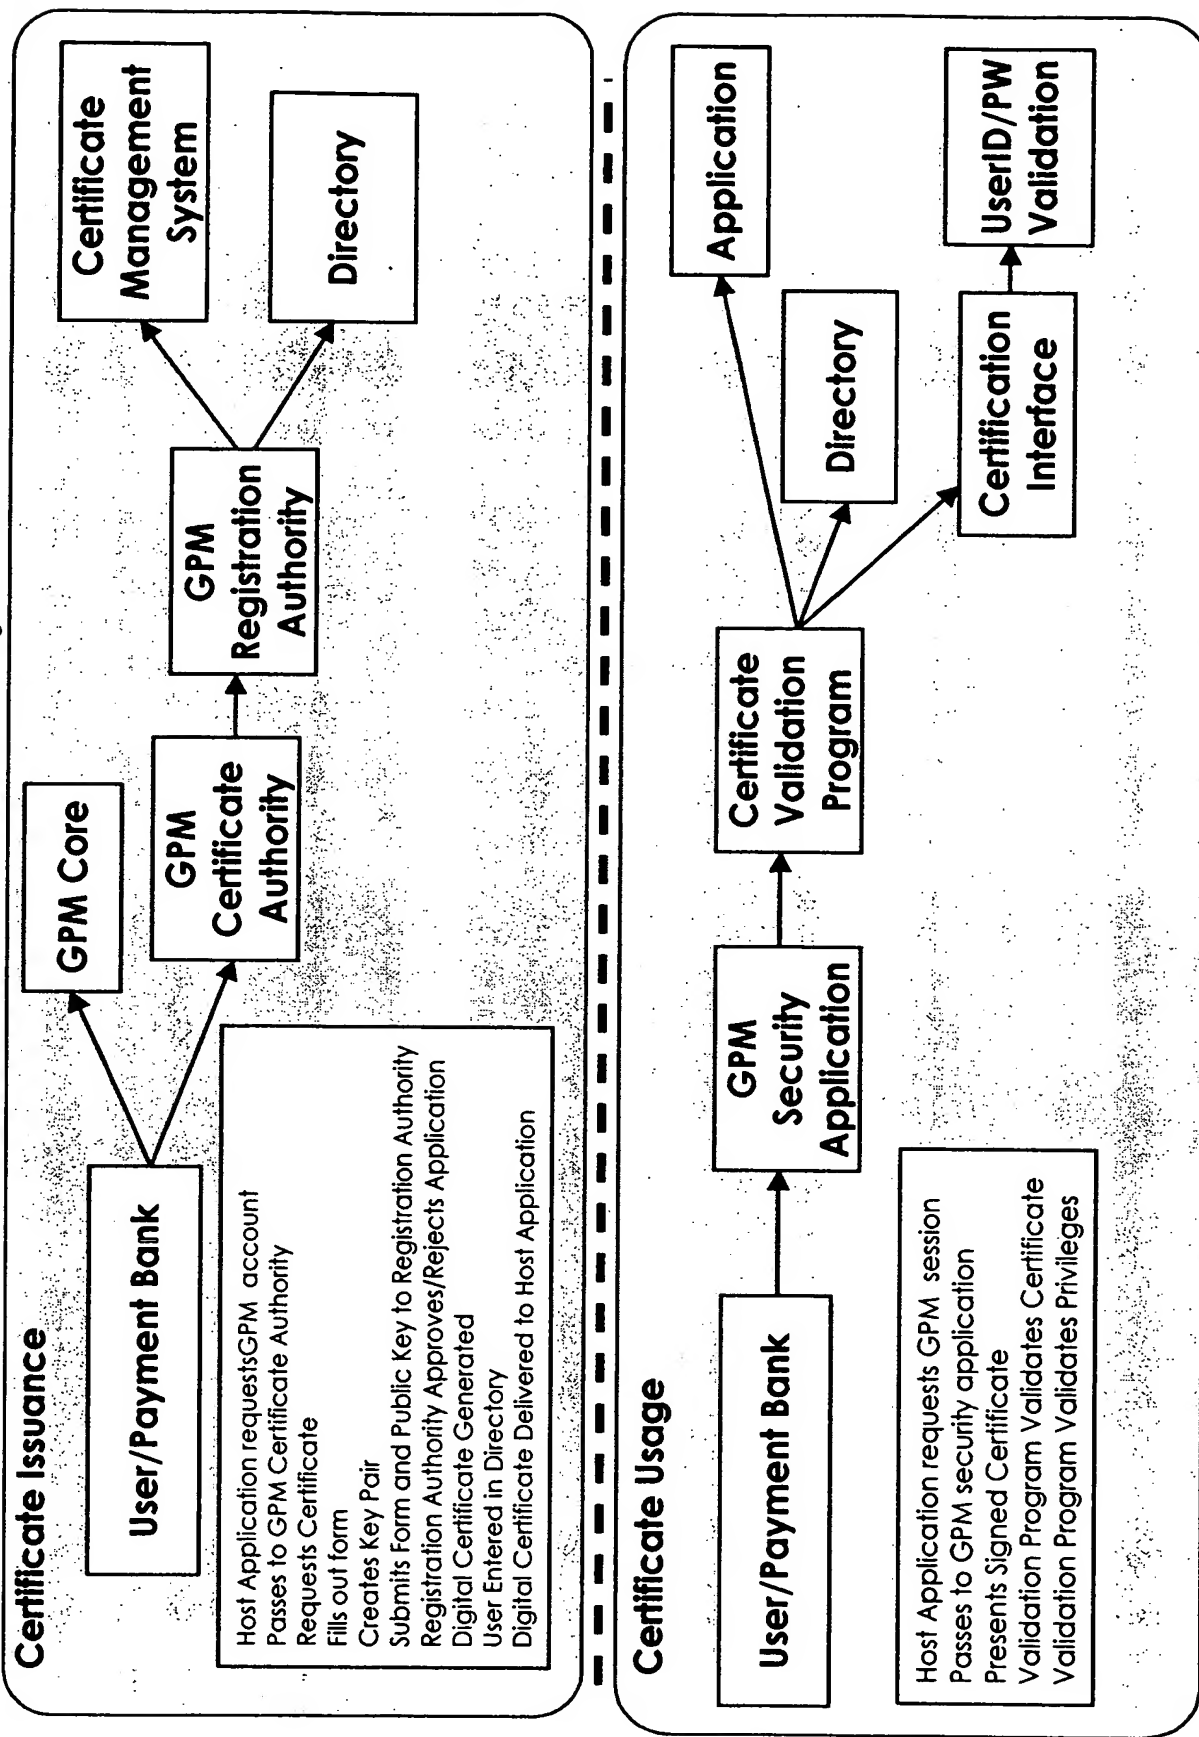 Certificate Issuance
User/Payment Bank
GPM Core
GPM
Certificate
Authority
GPM
Registration
Authority
Certificate
Management
System
Directory
Host Application requestsGPM account
Passes to GPM Certificate Authority
Requests Certificate
Fills out form
Creates Key Pair
Submits Form and Public Key to Registration Authority
Registration Authority Approves/Rejects Application
Digital Certificate Generated
User Entered in Directory
Digital Certificate Delivered to Host Application
Certificate Usage
User/Payment Bank
GPM
Security
Application
Certificate
Validation
Program
Application
Directory
Certification
Interface
UserID/PW
Validation
Host Application requests GPM session
Passes to GPM security application
Presents Signed Certificate
Validation Program Validates Certificate
Validation Program Validates Privileges